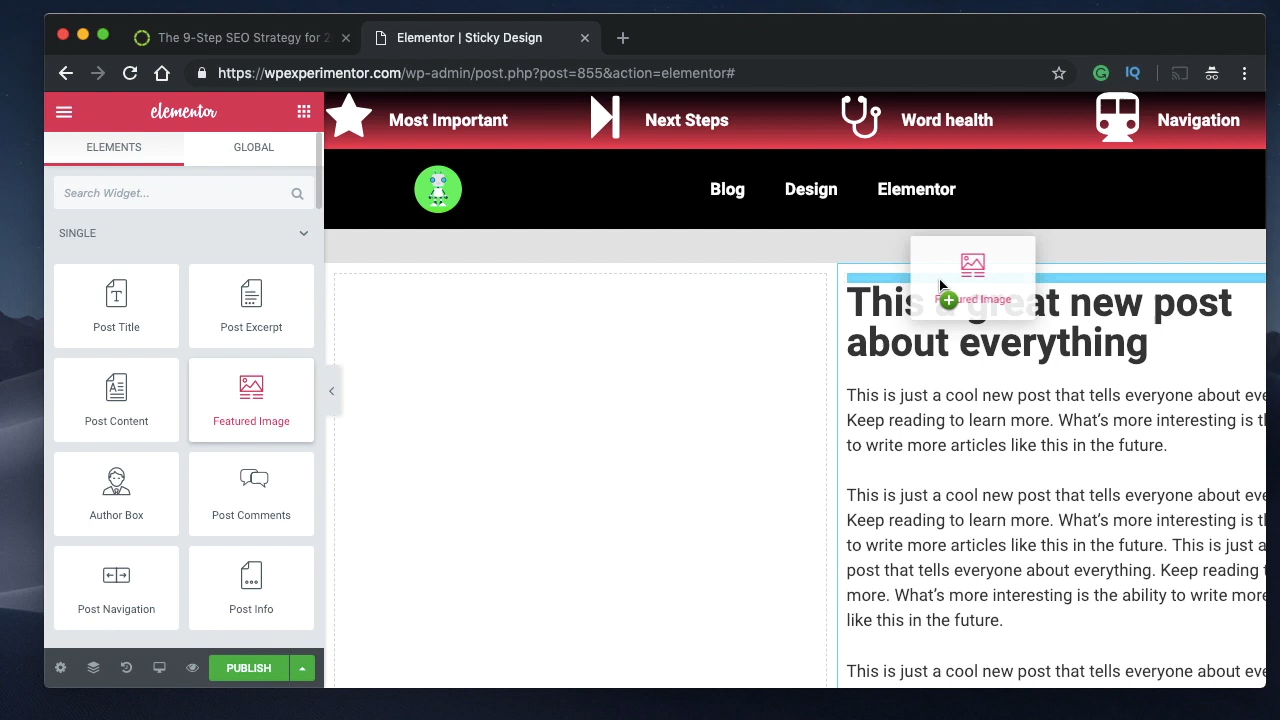 The 9-Step SEO Strategy for 2
Elementor | Sticky Design
https://wpexperimentor.com/wp-admin/post.php?post=855&action=elementor#
IQ
elementor
ELEMENTS
GLOBAL
Search Widget...
SINGLE
Post Title
Post Excerpt
Post Content
Featured Image
Author Box
Post Comments
Post Navigation
Post Info
PUBLISH
Most Important
Next Steps
Word health
Navigation
Blog
Design
Elementor
Featured Image
This a great new post
about everything
This is just a cool new post that tells everyone about eve
Keep reading to learn more. What's more interesting is t
to write more articles like this in the future.
This is just a cool new post that tells everyone about eve
Keep reading to learn more. What's more interesting is t
to write more articles like this in the future. This is just a
post that tells everyone about everything. Keep reading
more. What's more interesting is the ability to write more
like this in the future.
This is just a cool new post that tells everyone about eve